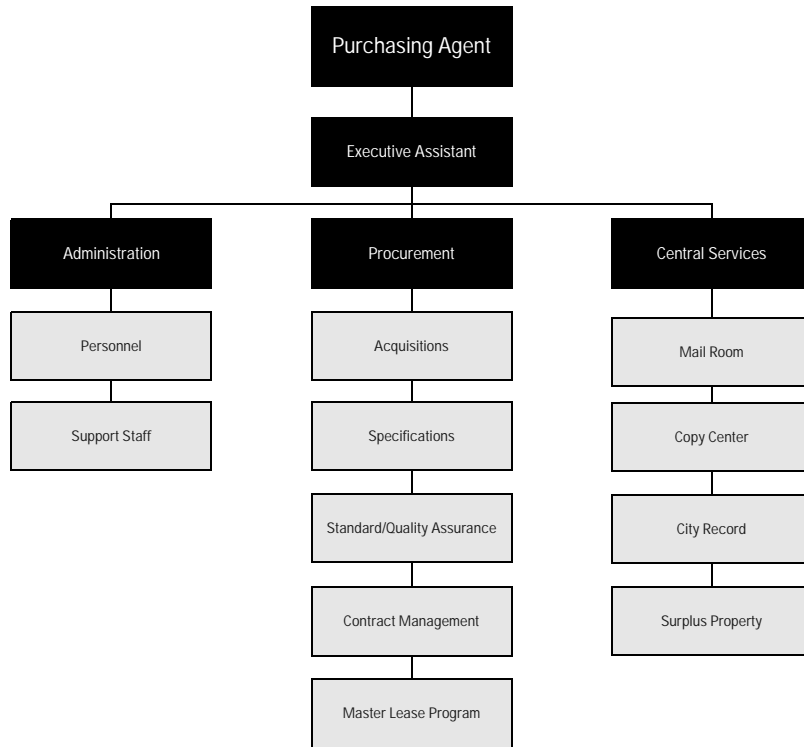 Purchasing Agent
Executive Assistant
Administration
Procurement
Central Services
Personnel
Acquisitions
Mail Room
Support Staff
Specifications
Copy Center
Standard/Quality Assurance
City Record
Contract Management
Surplus Property
Master Lease Program